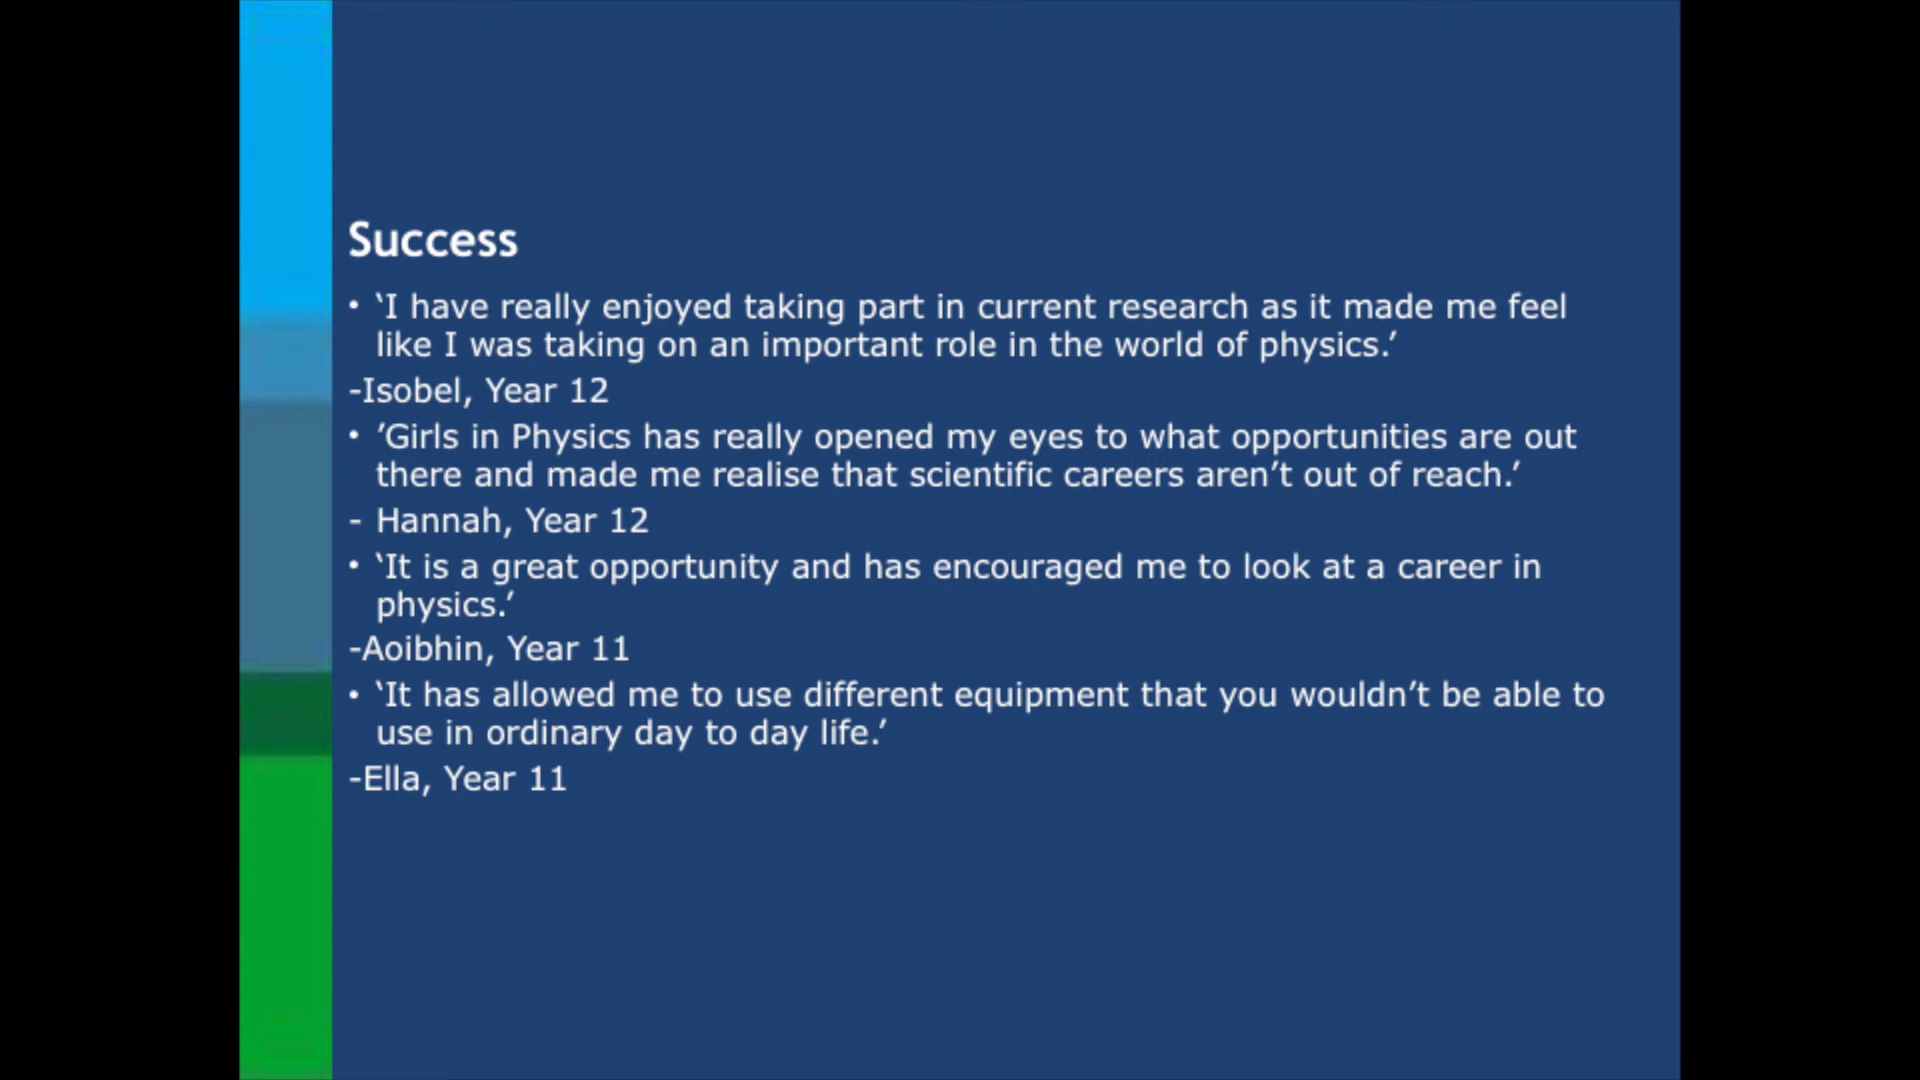 Success
• ‘I have really enjoyed taking part in current research as it made me feel
like I was taking on an important role in the world of physics.’
-Isobel, Year 12
• ’Girls in Physics has really opened my eyes to what opportunities are out
there and made me realise that scientific careers aren’t out of reach.’
- Hannah, Year 12
• ‘It is a great opportunity and has encouraged me to look at a career in
physics.’
-Aoibhin, Year 11
• ‘It has allowed me to use different equipment that you wouldn’t be able to
use in ordinary day to day life.’
-Ella, Year 11